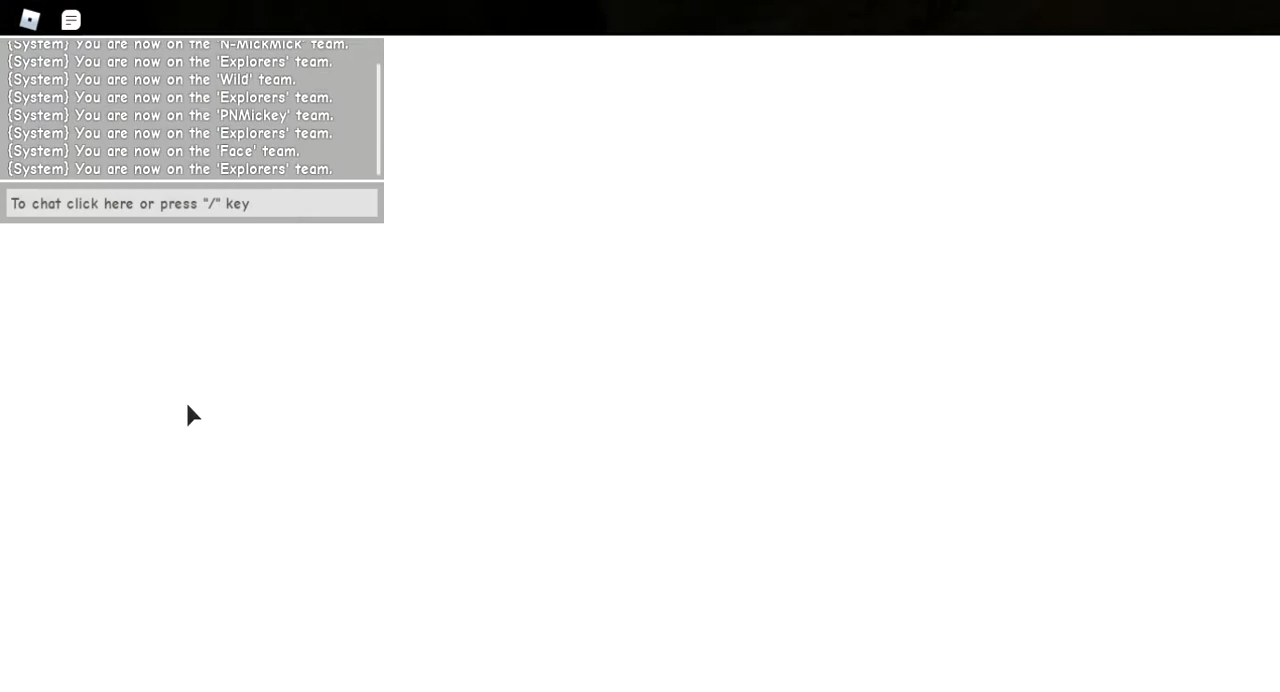 {System} You are now on the 'N-MickMick' team.
{System} You are now on the 'Explorers' team.
{System} You are now on the 'Wild' team.
{System} You are now on the 'Explorers' team.
{System} You are now on the 'PNMickey' team.
{System} You are now on the 'Explorers' team.
{System} You are now on the 'Face' team.
{System} You are now on the 'Explorers' team.
To chat click here or press "/" key